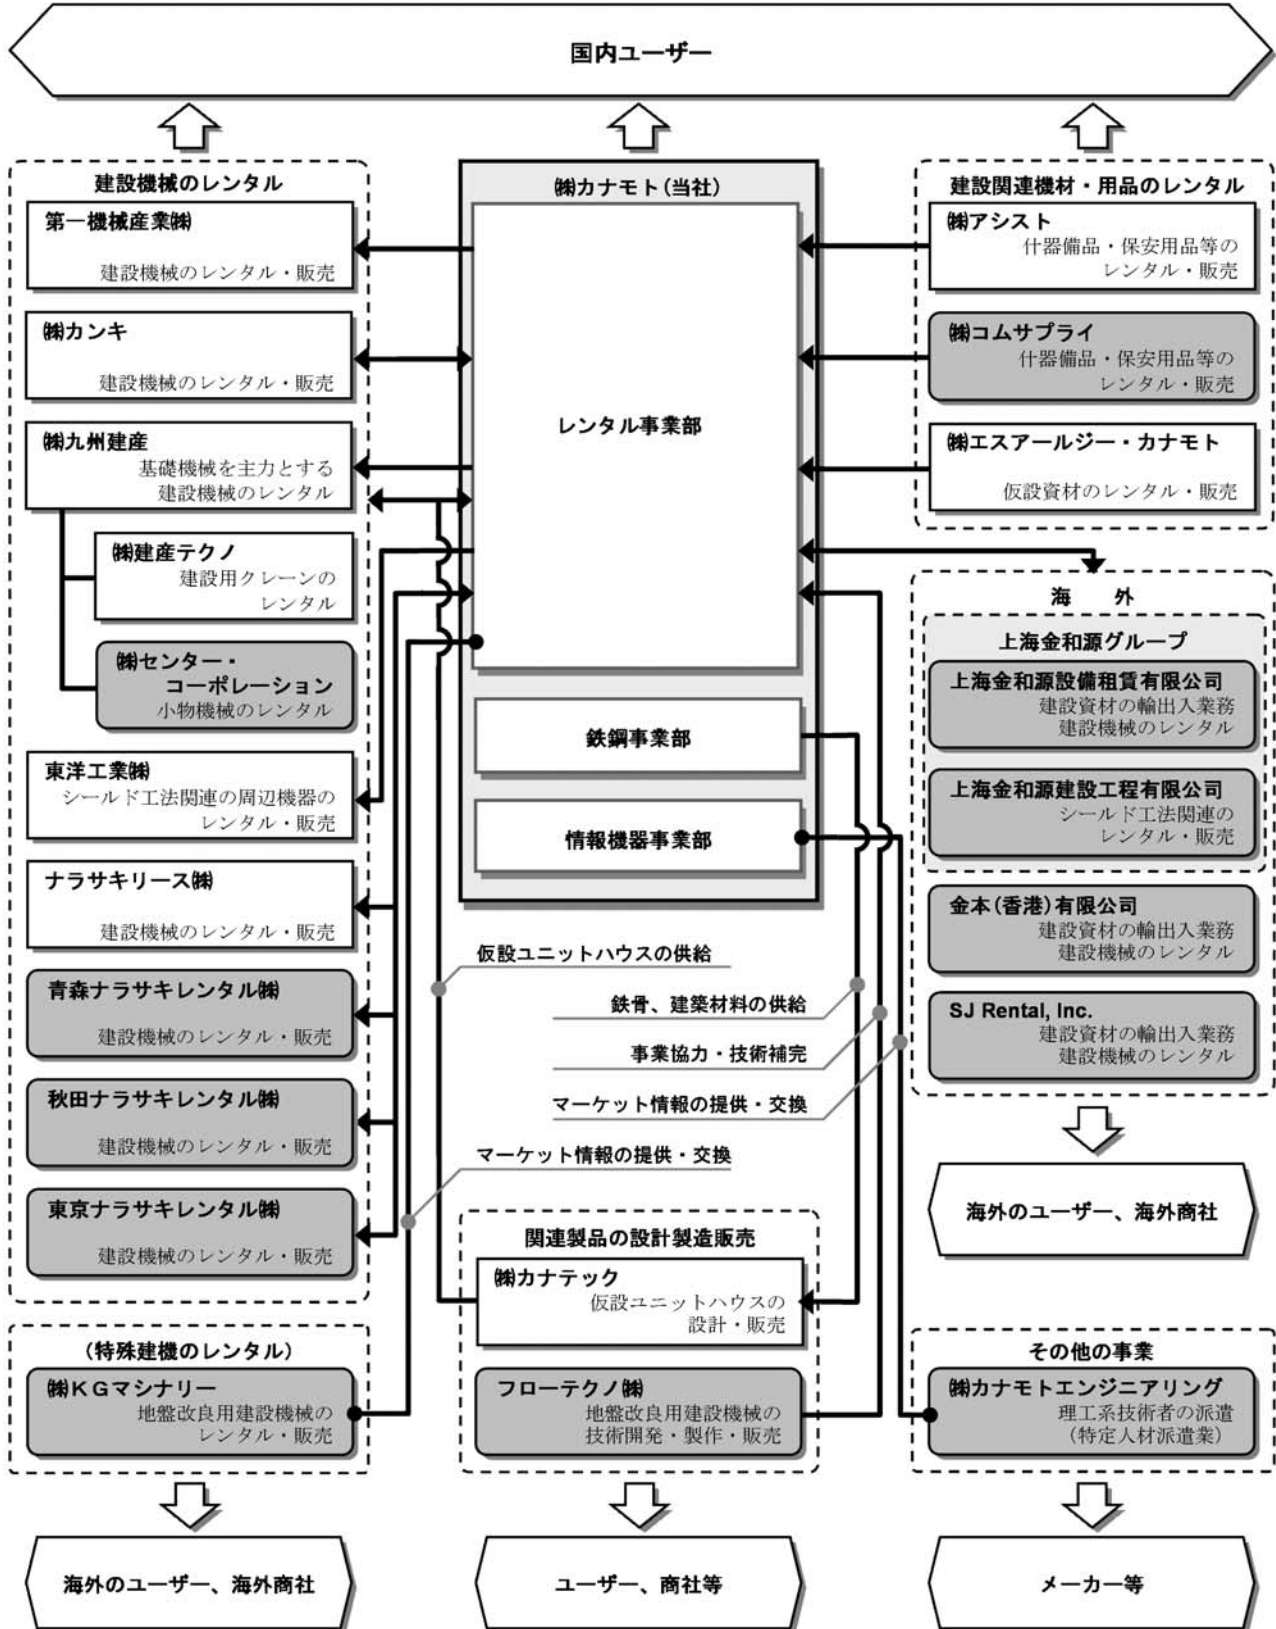 国内ユーザー
建設機械のレンタル
第一機械産業㈱
建設機械のレンタル・販売
㈱カンキ
建設機械のレンタル・販売
㈱九州建産
基礎機械を主力とする
建設機械のレンタル
㈱建産テクノ
建設用クレーンの
レンタル
㈱センター・
コーポレーション
小物機械のレンタル
東洋工業㈱
シールド工法関連の周辺機器の
レンタル・販売
ナラサキリース㈱
建設機械のレンタル・販売
青森ナラサキレンタル㈱
建設機械のレンタル・販売
秋田ナラサキレンタル㈱
建設機械のレンタル・販売
東京ナラサキレンタル㈱
建設機械のレンタル・販売
(特殊建機のレンタル)
㈱KGマシナリー
地盤改良用建設機械の
レンタル・販売
海外のユーザー、海外商社
㈱カナモト(当社)
レンタル事業部
鉄鋼事業部
情報機器事業部
仮設ユニットハウスの供給
鉄骨、建築材料の供給
事業協力・技術補完
マーケット情報の提供・交換
マーケット情報の提供・交換
関連製品の設計製造販売
㈱カナテック
仮設ユニットハウスの
設計・販売
フローテクノ㈱
地盤改良用建設機械の
技術開発・製作・販売
ユーザー、商社等
建設関連機材・用品のレンタル
㈱アシスト
什器備品・保安用品等の
レンタル・販売
㈱コムサプライ
什器備品・保安用品等の
レンタル・販売
㈱エスアールジー・カナモト
仮設資材のレンタル・販売
海 外
上海金和源グループ
上海金和源設備租賃有限公司
建設資材の輸出入業務
建設機械のレンタル
上海金和源建設工程有限公司
シールド工法関連の
レンタル・販売
金本(香港)有限公司
建設資材の輸出入業務
建設機械のレンタル
SJ Rental, Inc.
建設資材の輸出入業務
建設機械のレンタル
海外のユーザー、海外商社
その他の事業
㈱カナモトエンジニアリング
理工系技術者の派遣
(特定人材派遣業)
メーカー等